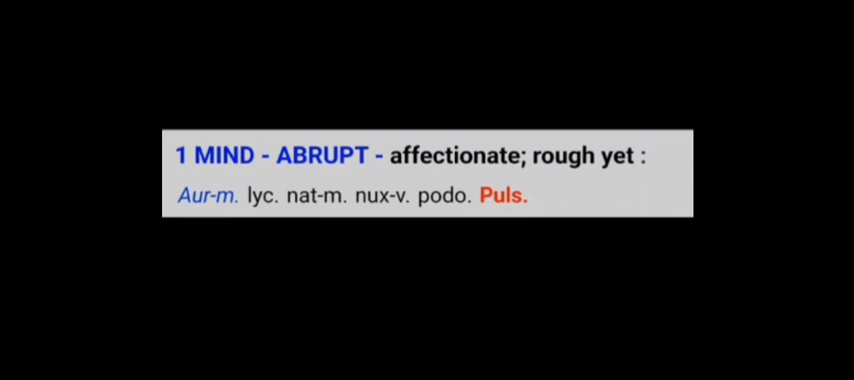 1 MIND - ABRUPT - affectionate; rough yet :
Aur-m. lyc. nat-m. nux-v. podo. Puls.